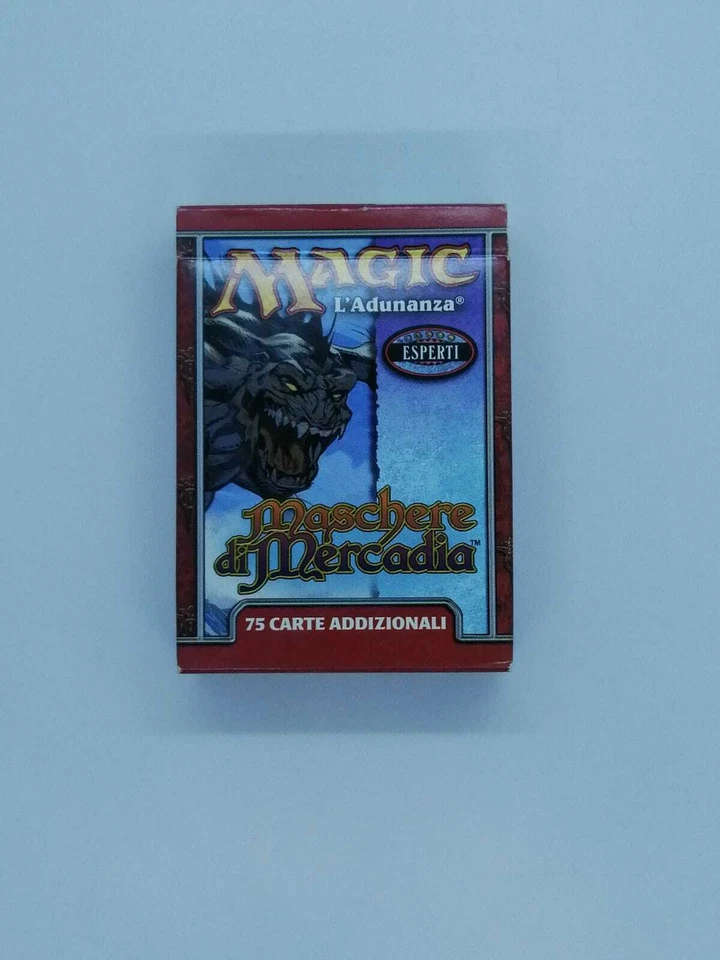 MAGIC
L'Adunanza®
ESPERTI
Maschere
di Mercadia™
75 CARTE ADDIZIONALI